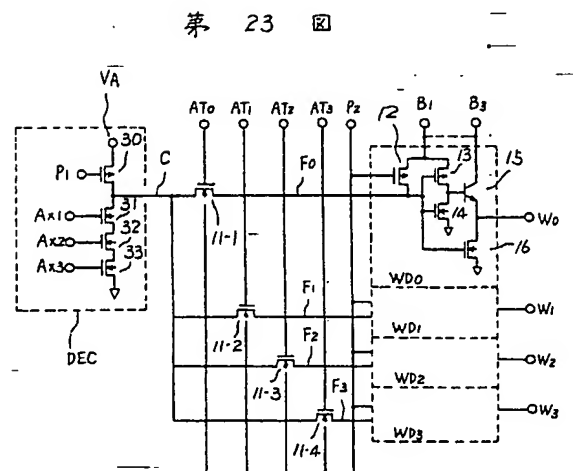 第 23 図
VA
30
P1
C
Ax1
31
Ax2
32
Ax3
33
DEC
AT0
AT1
AT2
AT3
P2
B1
B3
12
13
15
F0
14
11-1
W0
16
WD0
F1
11-2
WD1
W1
F2
11-3
WD2
W2
F3
11-4
WD3
W3